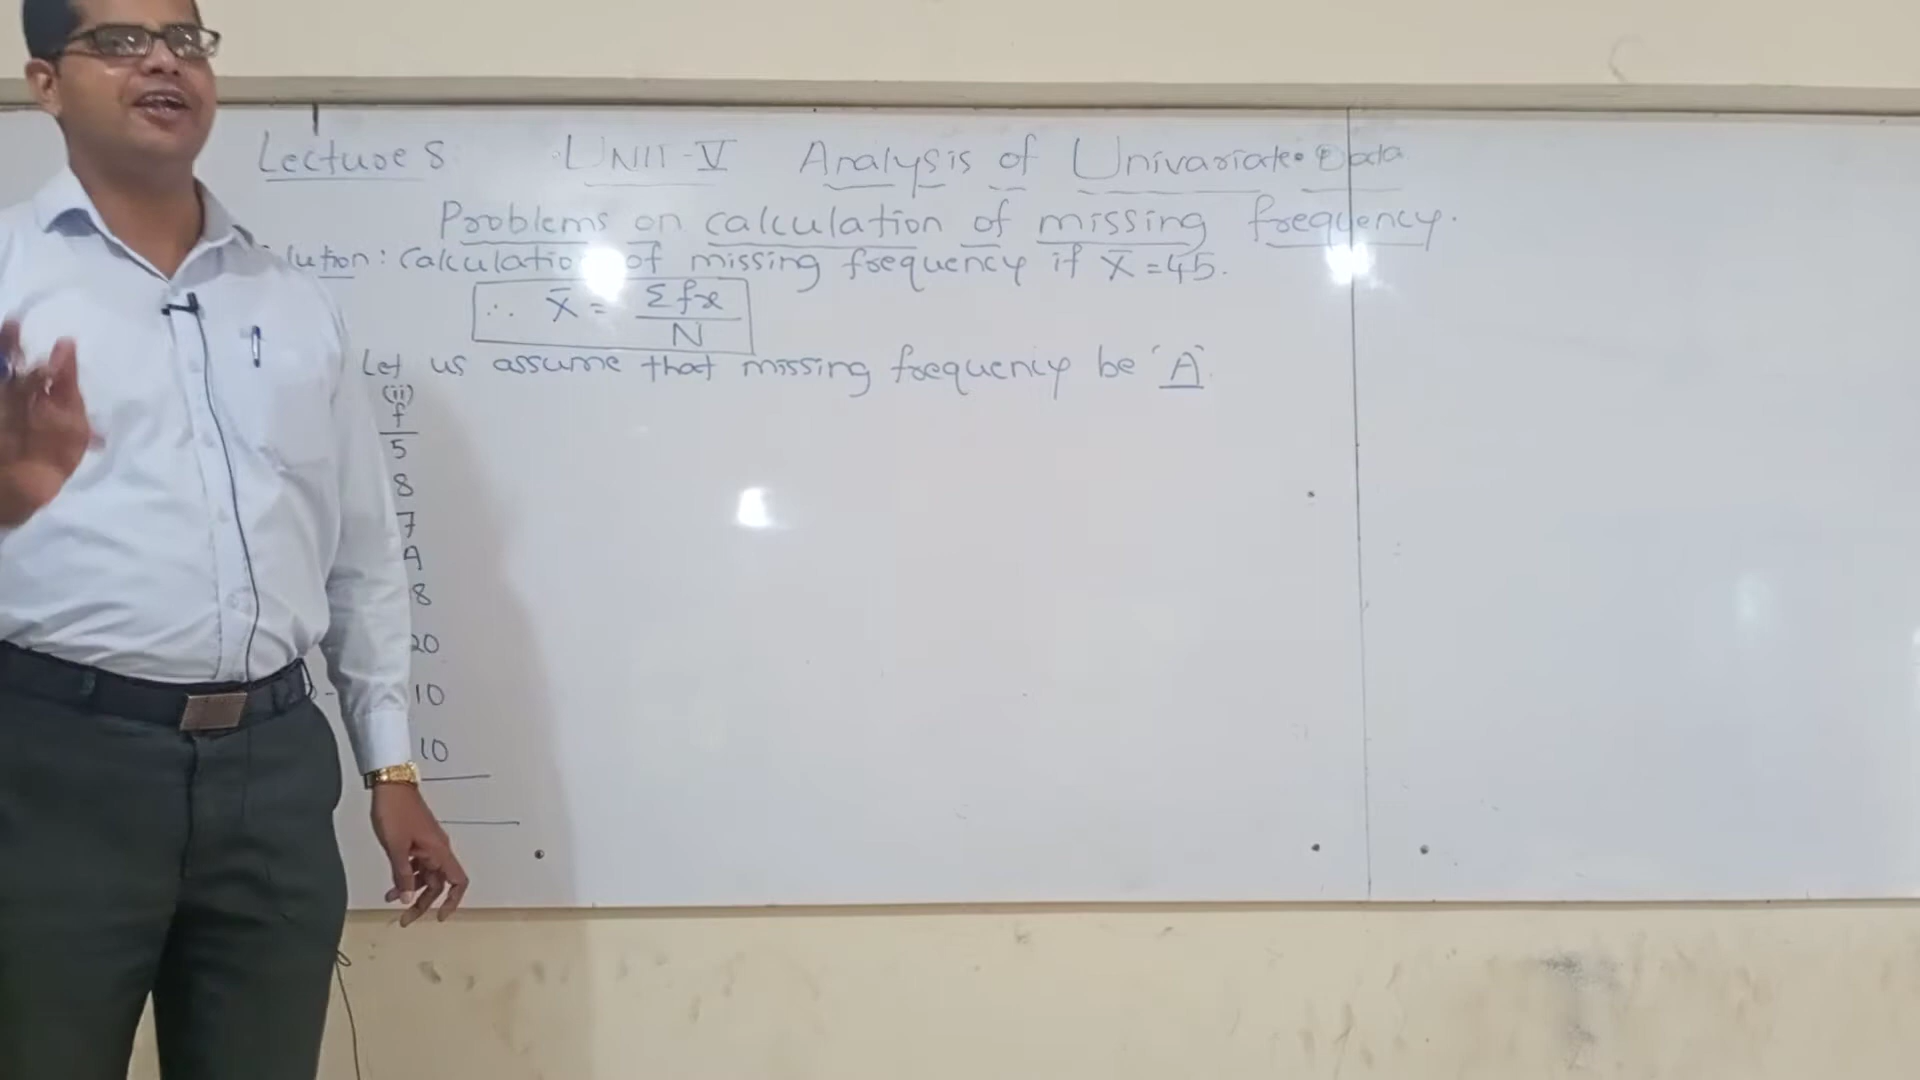 Lecture 8 UNIT-V Analysis of Univariate Data
Problems on calculation of missing frequency.
lution: Calculation of missing frequency if X̄ = 45.
∴ X̄ = Σfx / N
Let us assume that missing frequency be 'A'.
(ii)
f
5
8
7
A
8
20
10
10